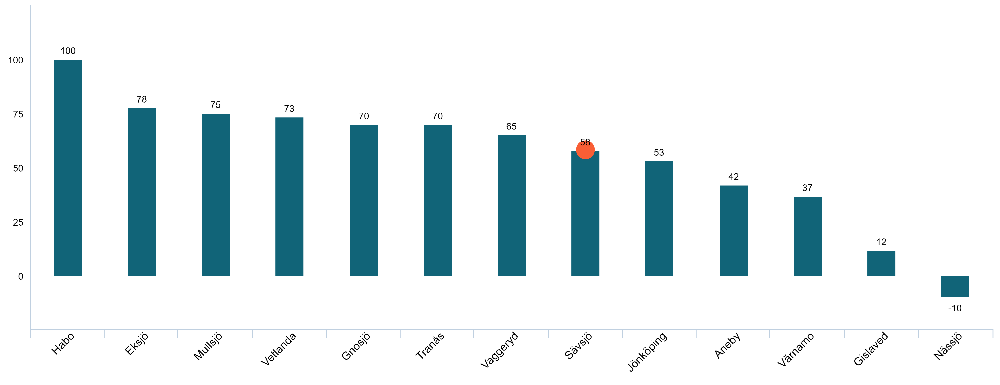 100
78
75
73
70
70
65
58
53
42
37
12
-10
100
75
50
25
0
Habo
Eksjö
Mullsjö
Vetlanda
Gnosjö
Tranås
Vaggeryd
Sävsjö
Jönköping
Aneby
Värnamo
Gislaved
Nässjö